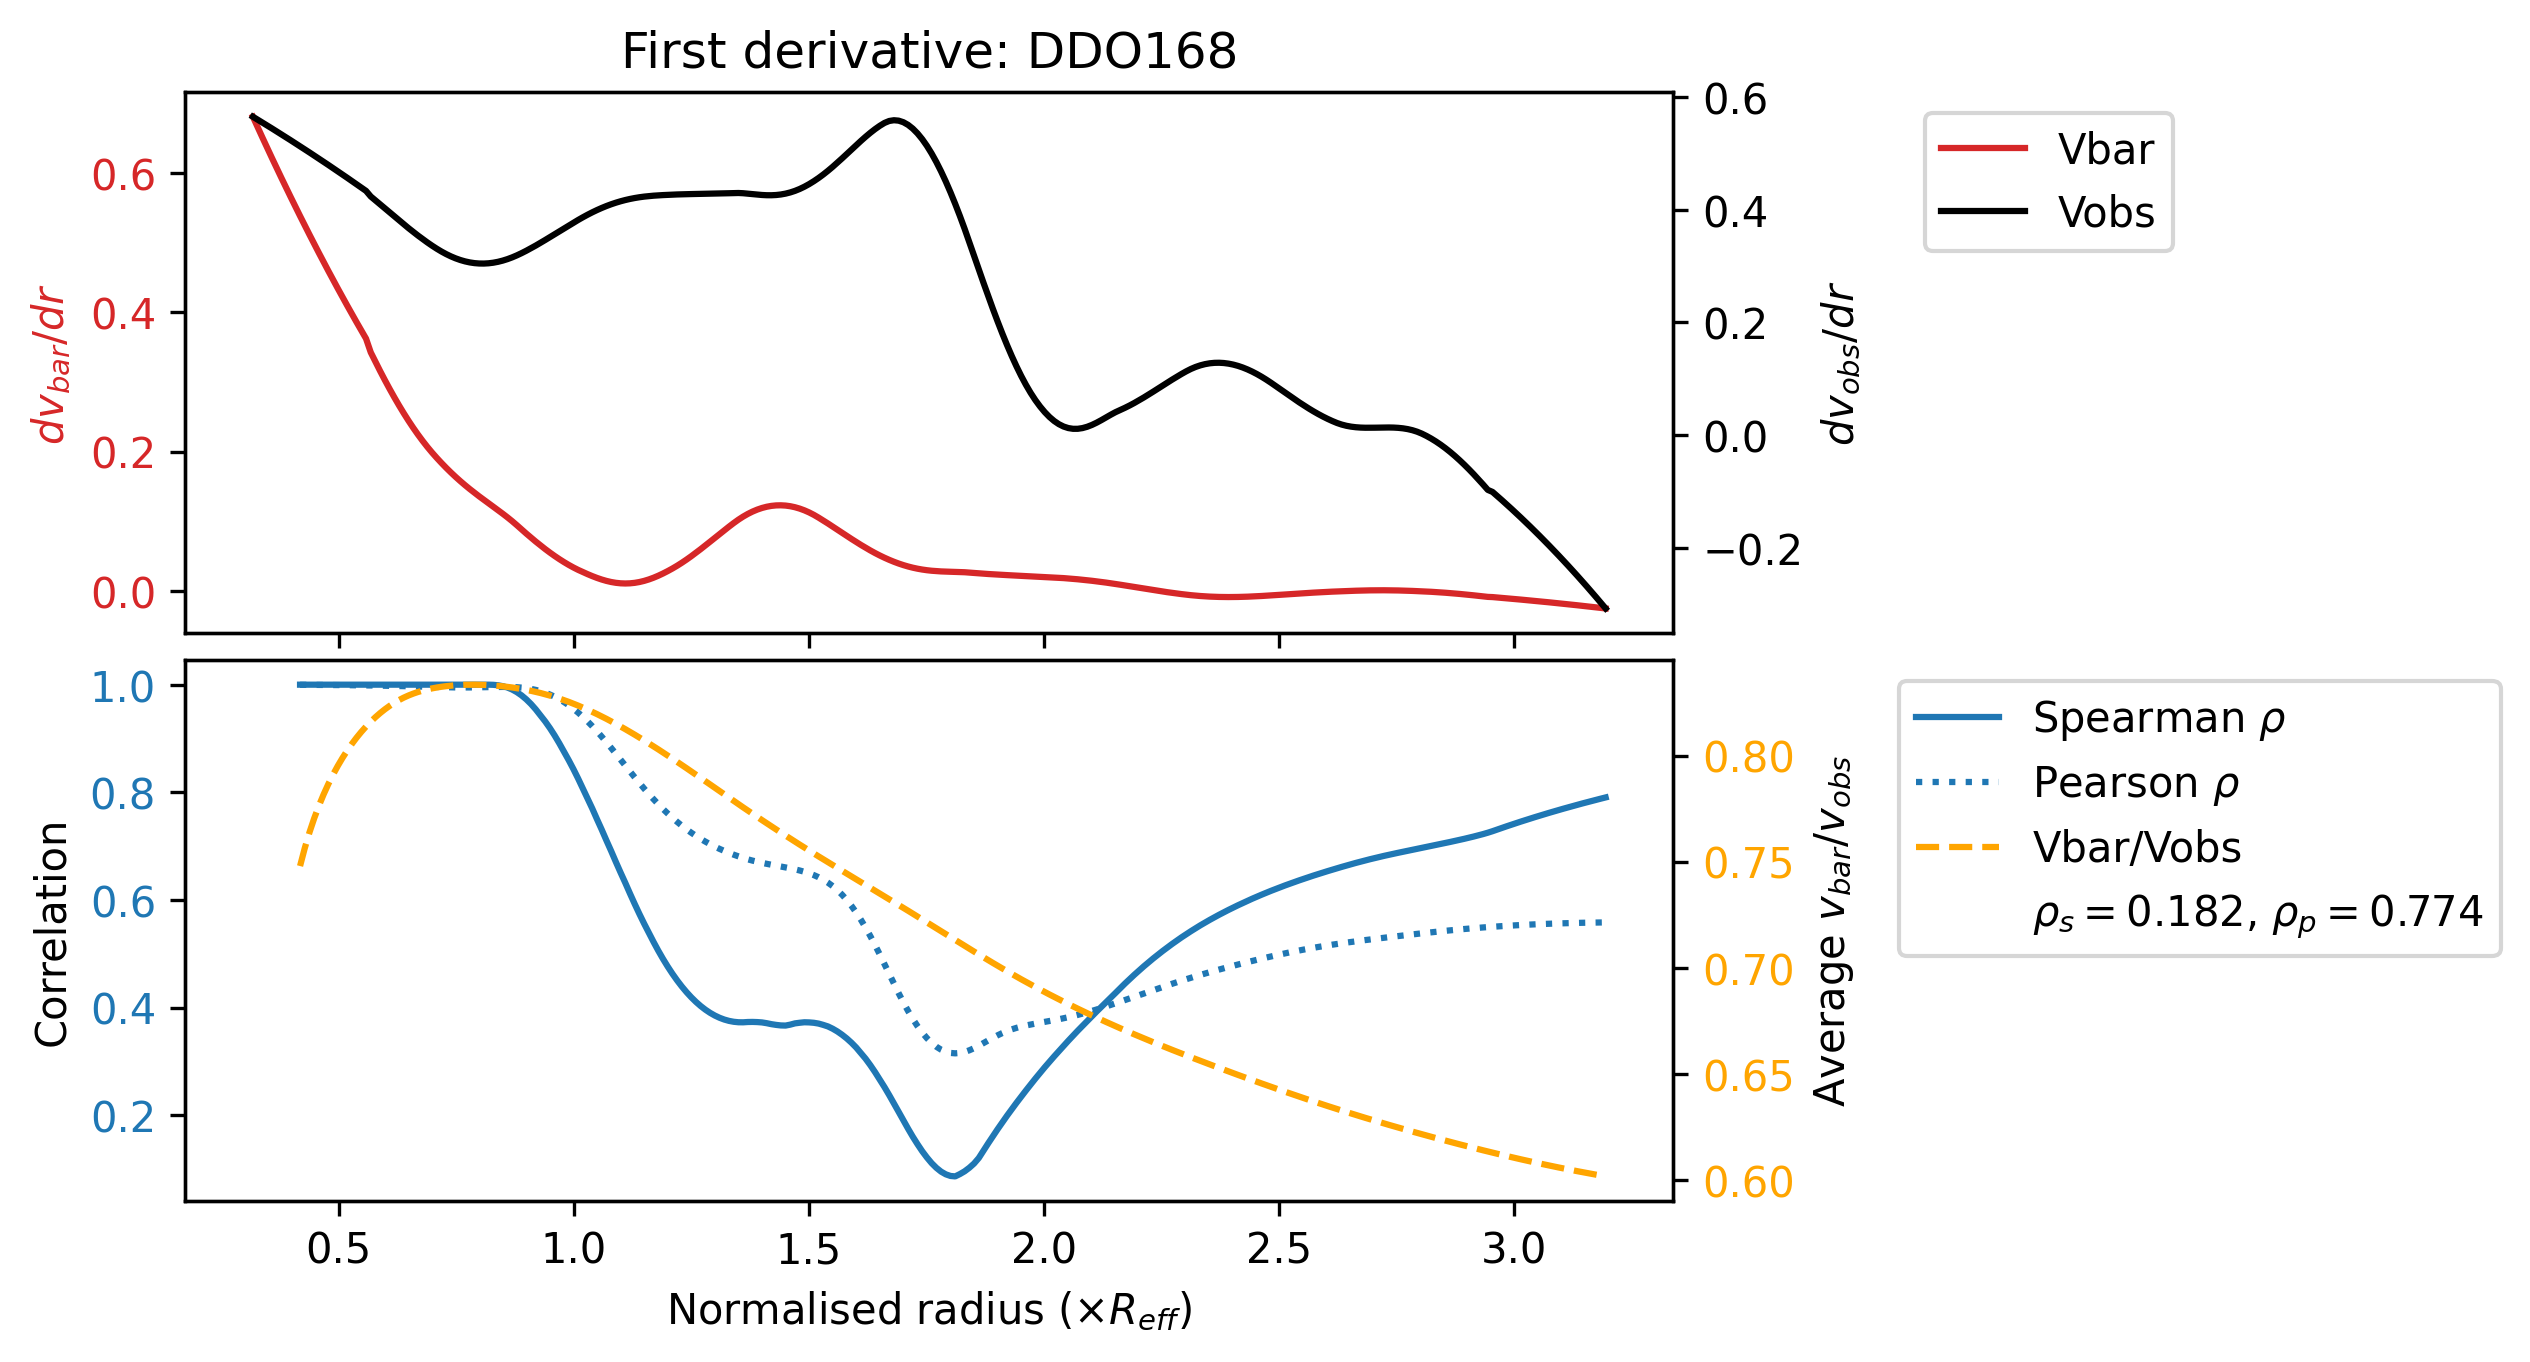 First derivative: DDO168
0.6
0.4
0.2
0.0
dv_bar/dr
0.6
0.4
0.2
0.0
−0.2
dv_obs/dr
Vbar
Vobs
1.0
0.8
0.6
0.4
0.2
Correlation
0.80
0.75
0.70
0.65
0.60
Average v_bar/v_obs
Spearman ρ
Pearson ρ
Vbar/Vobs
ρ_s = 0.182, ρ_p = 0.774
0.5 1.0 1.5 2.0 2.5 3.0
Normalised radius (×R_eff)